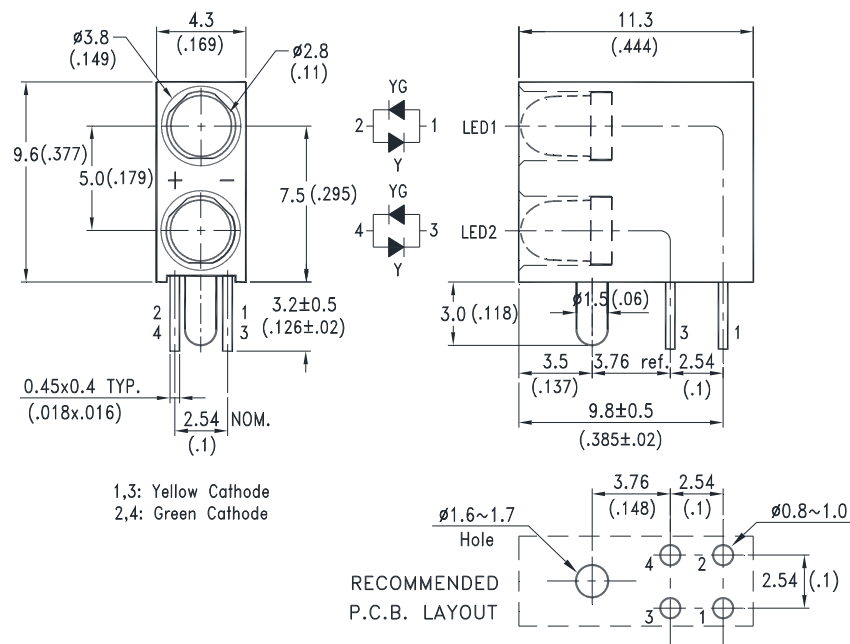 4.3
(.169)
ø3.8
(.149)
ø2.8
(.11)
9.6(.377)
5.0(.179)
+ −
7.5(.295)
2
4
1
3
3.2±0.5
(.126±.02)
0.45x0.4 TYP.
(.018x.016)
2.54 NOM.
(.1)
1,3: Yellow Cathode
2,4: Green Cathode
YG
2 1
Y
YG
4 3
Y
11.3
(.444)
LED1
LED2
3.0(.118)
ø1.5(.06)
3
1
3.5
(.137)
3.76 ref.
2.54
(.1)
9.8±0.5
(.385±.02)
3.76
(.148)
2.54
(.1)
ø1.6~1.7
Hole
ø0.8~1.0
4 2
2.54(.1)
3 1
RECOMMENDED
P.C.B. LAYOUT